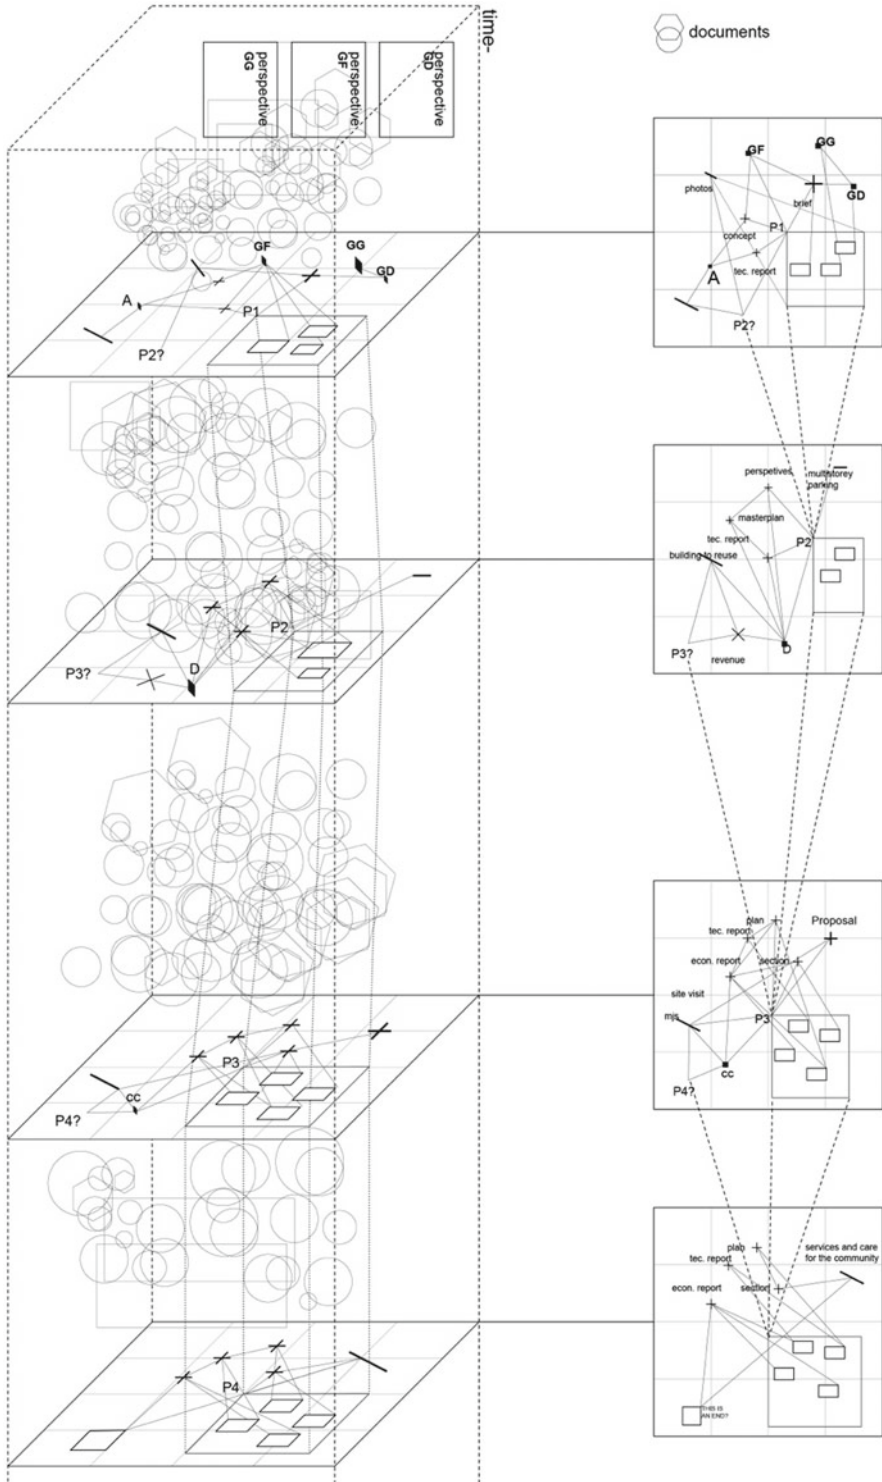 time-
documents
perspective
GG
perspective
GF
perspective
GD
GF
GG
GD
A
P1
P2?
GF
GG
photos
GD
brief
P1
concept
tec. report
A
P2?
perspetives
multistorey
parking
masterplan
tec. report
P2
building to reuse
P3?
revenue
D
P2
P3?
D
plan
Proposal
tec. report
econ. report
section
site visit
mjs
P3
cc
P4?
P3
cc
P4?
plan
services and care
for the community
tec. report
econ. report
section
THIS IS
AN END?
P4